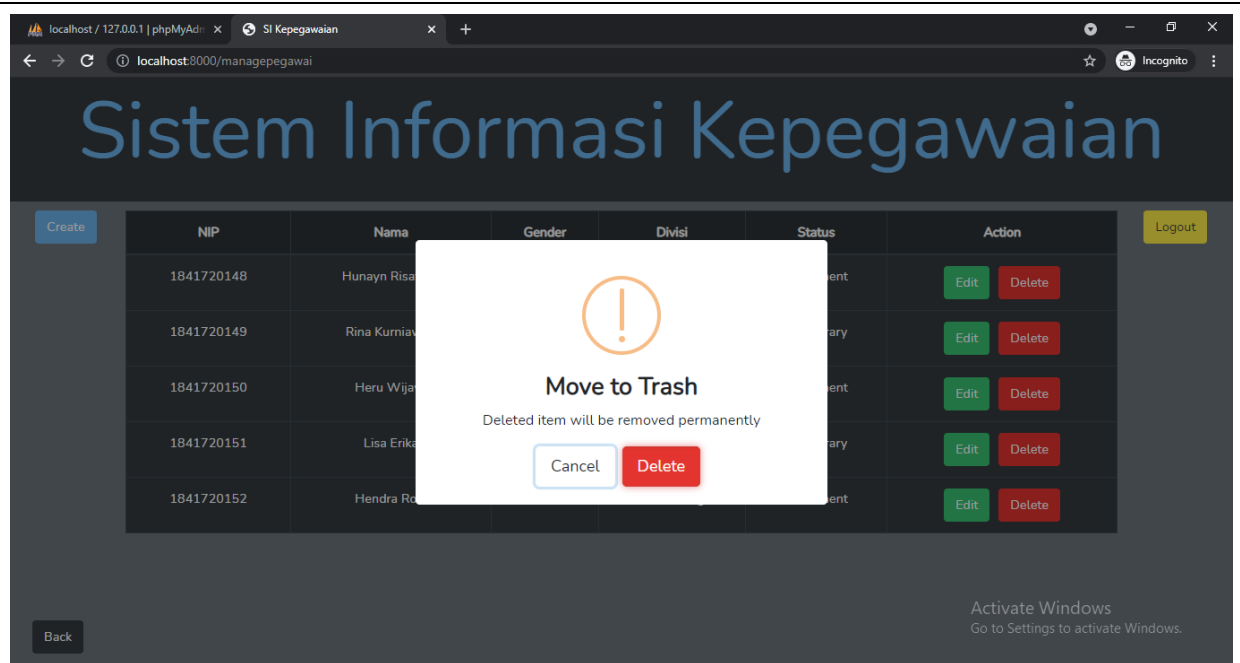 localhost / 127.0.0.1 | phpMyAdm
SI Kepegawaian
localhost:8000/managepegawai
Incognito
Sistem Informasi Kepegawaian
Create
NIP Nama Gender Divisi Status Action
Logout
1841720148 Hunayn Risa Edit Delete
1841720149 Rina Edit Delete
1841720150 Heru Edit Delete
1841720151 Lisa Erika Edit Delete
1841720152 Hendra Edit Delete
Move to Trash
Deleted item will be removed permanently
Cancel Delete
Back
Activate Windows
Go to Settings to activate Windows.